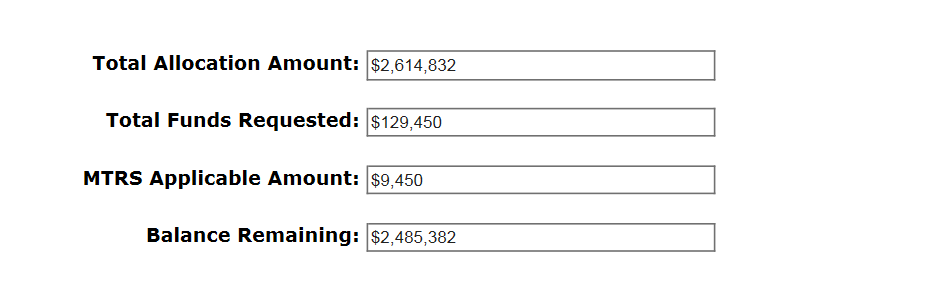 Total Allocation Amount: $2,614,832
Total Funds Requested: $129,450
MTRS Applicable Amount: $9,450
Balance Remaining: $2,485,382